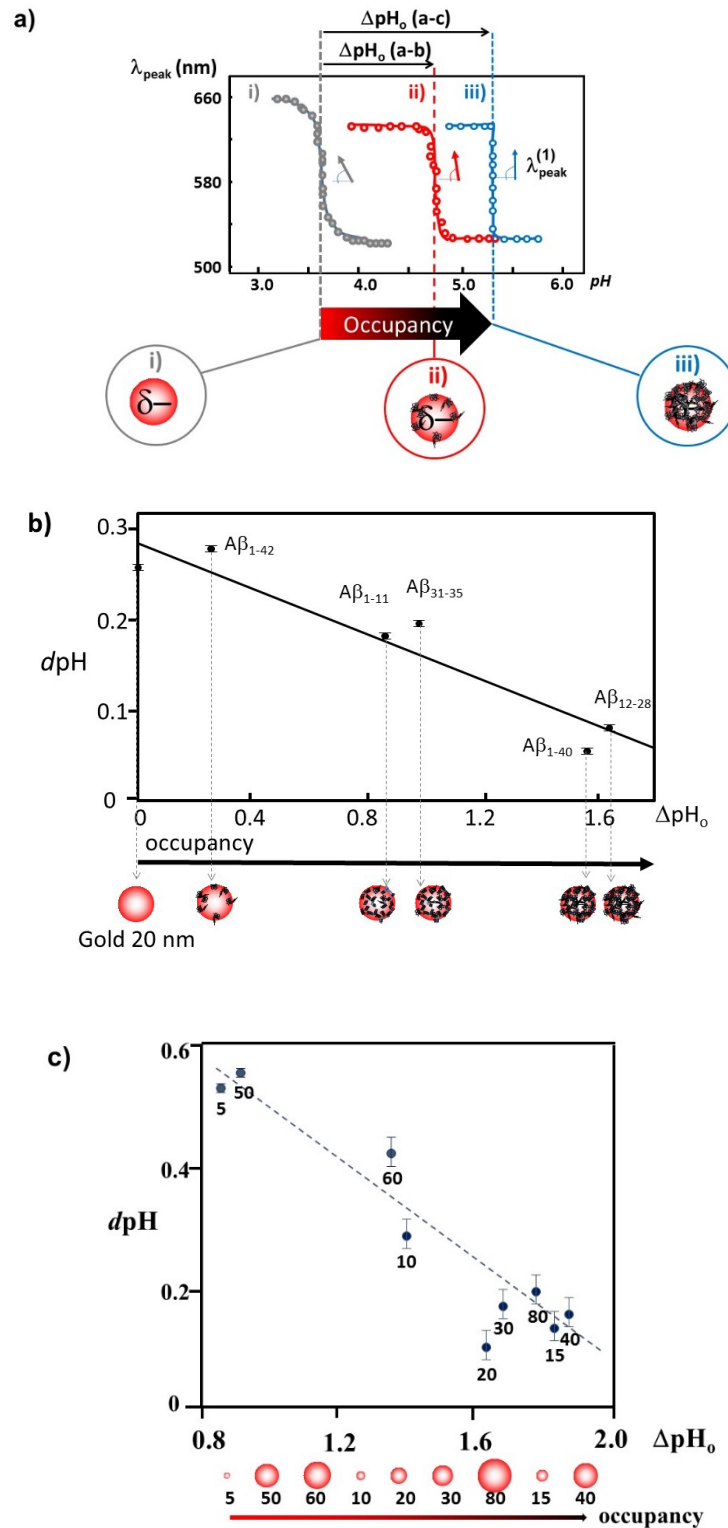 a)
ΔpHₒ (a-c)
ΔpHₒ (a-b)
λpeak (nm)
i) ii) iii)
660
λ(1)peak
580
500
3.0 4.0 5.0 6.0 pH
Occupancy
i) ii) iii)
δ–
δ–
b)
0.3
Aβ1-42
Aβ1-11 Aβ31-35
0.2
dpH
Aβ12-28
0.1
Aβ1-40
0
0 0.4 0.8 1.2 1.6 ΔpHₒ
occupancy
Gold 20 nm
c)
0.6
5 50
60
0.4
dpH
10
0.2
30 80 40
20 15
0
0.8 1.2 1.6 2.0 ΔpHₒ
5 50 60 10 20 30 80 15 40
occupancy